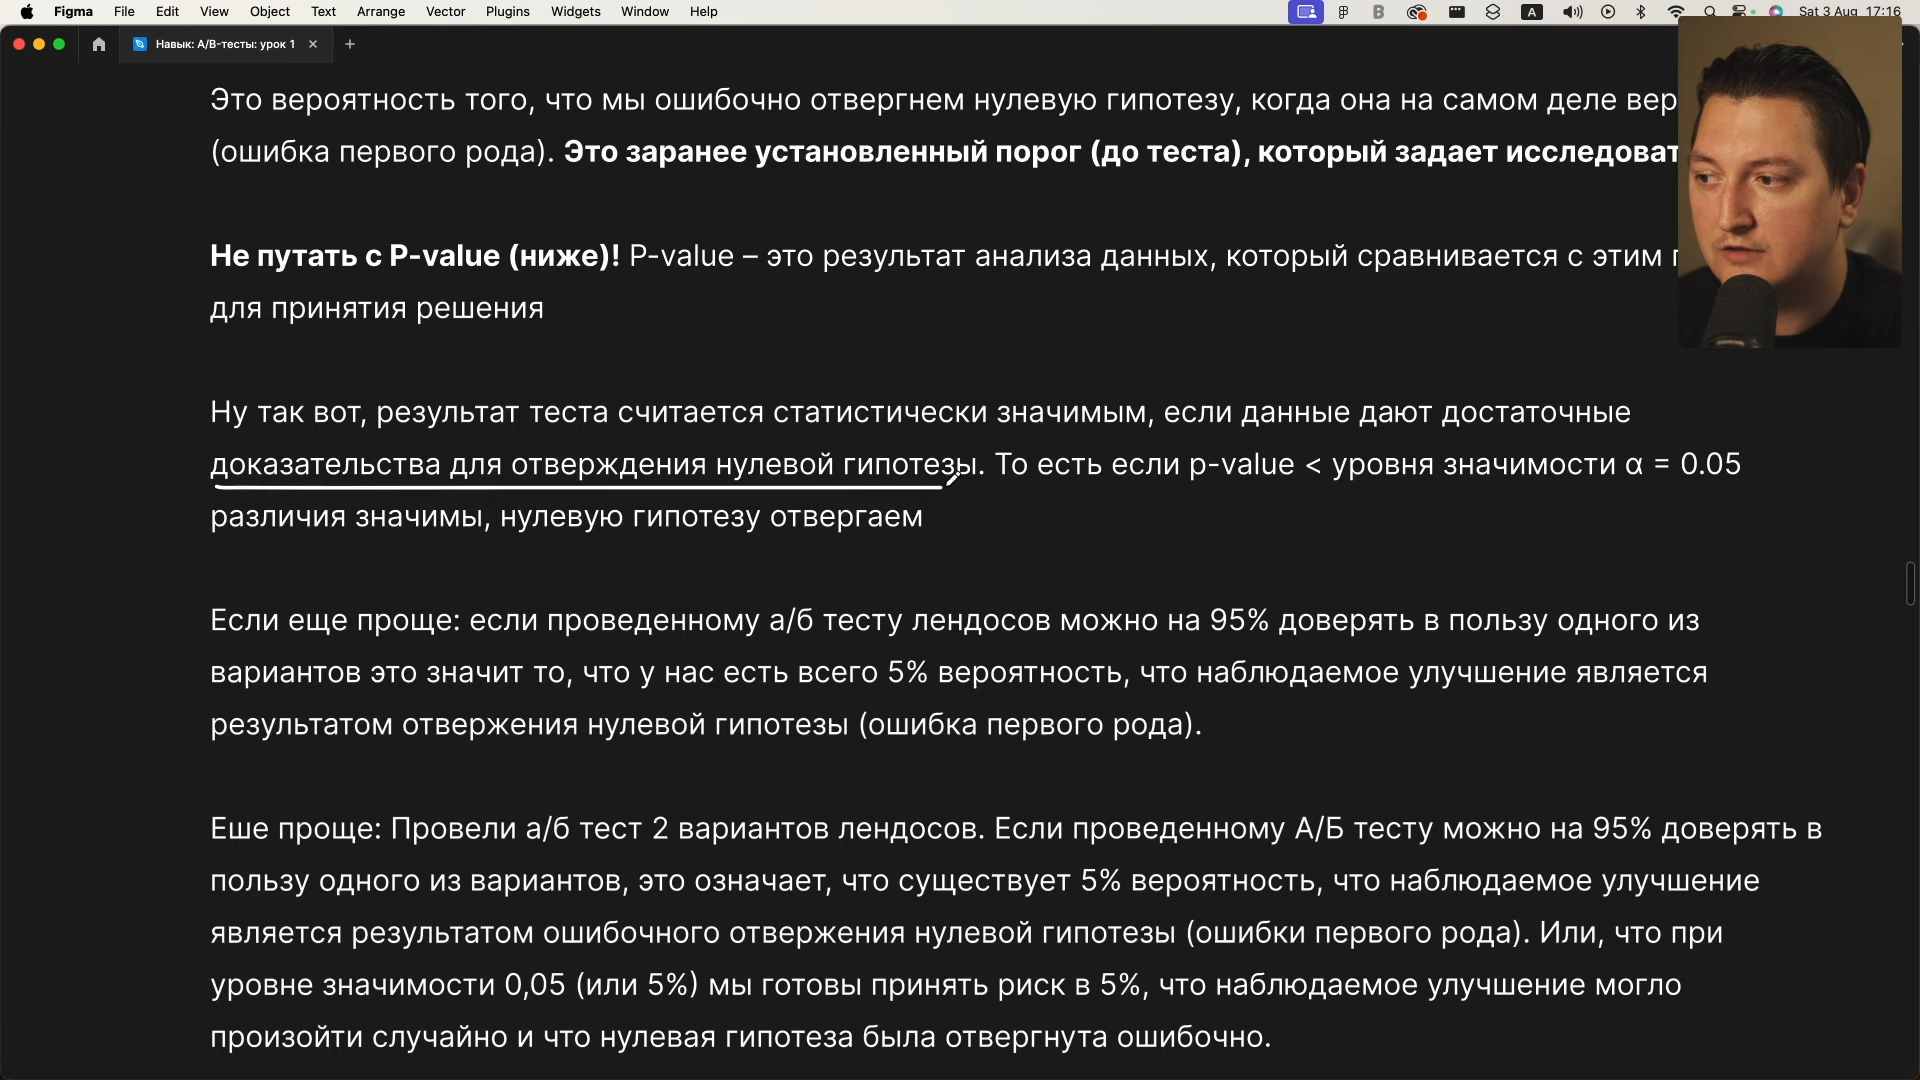 Figma File Edit View Object Text Arrange Vector Plugins Widgets Window Help A Sat 3 Aug 17:16
Навык: A/B-тесты: урок 1
Это вероятность того, что мы ошибочно отвергнем нулевую гипотезу, когда она на самом деле вер
(ошибка первого рода). Это заранее установленный порог (до теста), который задает исследоват
Не путать с P-value (ниже)! P-value – это результат анализа данных, который сравнивается с этим п
для принятия решения
Ну так вот, результат теста считается статистически значимым, если данные дают достаточные
доказательства для отверждения нулевой гипотезы. То есть если p-value < уровня значимости α = 0.05
различия значимы, нулевую гипотезу отвергаем
Если еще проще: если проведенному а/б тесту лендосов можно на 95% доверять в пользу одного из
вариантов это значит то, что у нас есть всего 5% вероятность, что наблюдаемое улучшение является
результатом отвержения нулевой гипотезы (ошибка первого рода).
Еше проще: Провели а/б тест 2 вариантов лендосов. Если проведенному А/Б тесту можно на 95% доверять в
пользу одного из вариантов, это означает, что существует 5% вероятность, что наблюдаемое улучшение
является результатом ошибочного отвержения нулевой гипотезы (ошибки первого рода). Или, что при
уровне значимости 0,05 (или 5%) мы готовы принять риск в 5%, что наблюдаемое улучшение могло
произойти случайно и что нулевая гипотеза была отвергнута ошибочно.